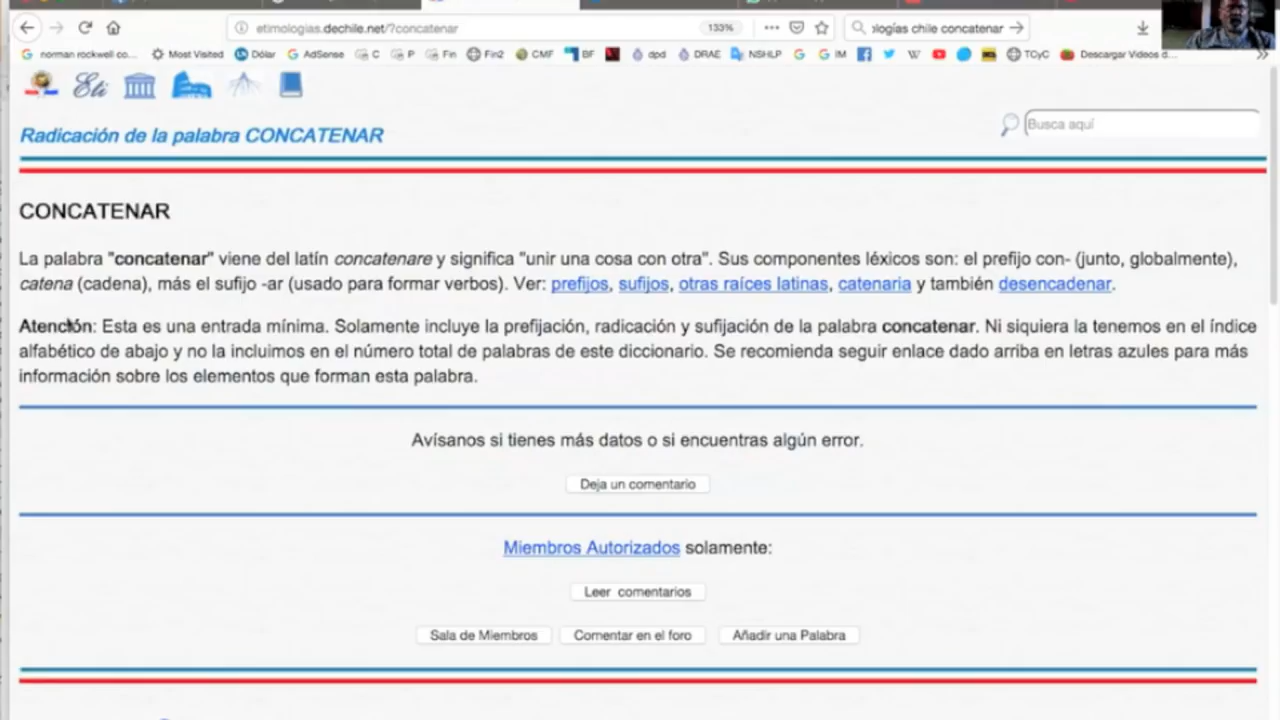 etimologias.dechile.net/?concatenar
133%
ologías chile concatenar
norman rockwell co...
Most Visited
Dólar
AdSense
C
P
Fin
Fin2
CMF
BF
dpd
DRAE
NSHLP
G
IM
TCyC
Descargar Videos d...
Eti
Busca aquí
Radicación de la palabra CONCATENAR
CONCATENAR
La palabra "concatenar" viene del latín concatenare y significa "unir una cosa con otra". Sus componentes léxicos son: el prefijo con- (junto, globalmente),
catena (cadena), más el sufijo -ar (usado para formar verbos). Ver: prefijos, sufijos, otras raíces latinas, catenaria y también desencadenar.
Atención: Esta es una entrada mínima. Solamente incluye la prefijación, radicación y sufijación de la palabra concatenar. Ni siquiera la tenemos en el índice
alfabético de abajo y no la incluimos en el número total de palabras de este diccionario. Se recomienda seguir enlace dado arriba en letras azules para más
información sobre los elementos que forman esta palabra.
Avísanos si tienes más datos o si encuentras algún error.
Deja un comentario
Miembros Autorizados solamente:
Leer comentarios
Sala de Miembros
Comentar en el foro
Añadir una Palabra